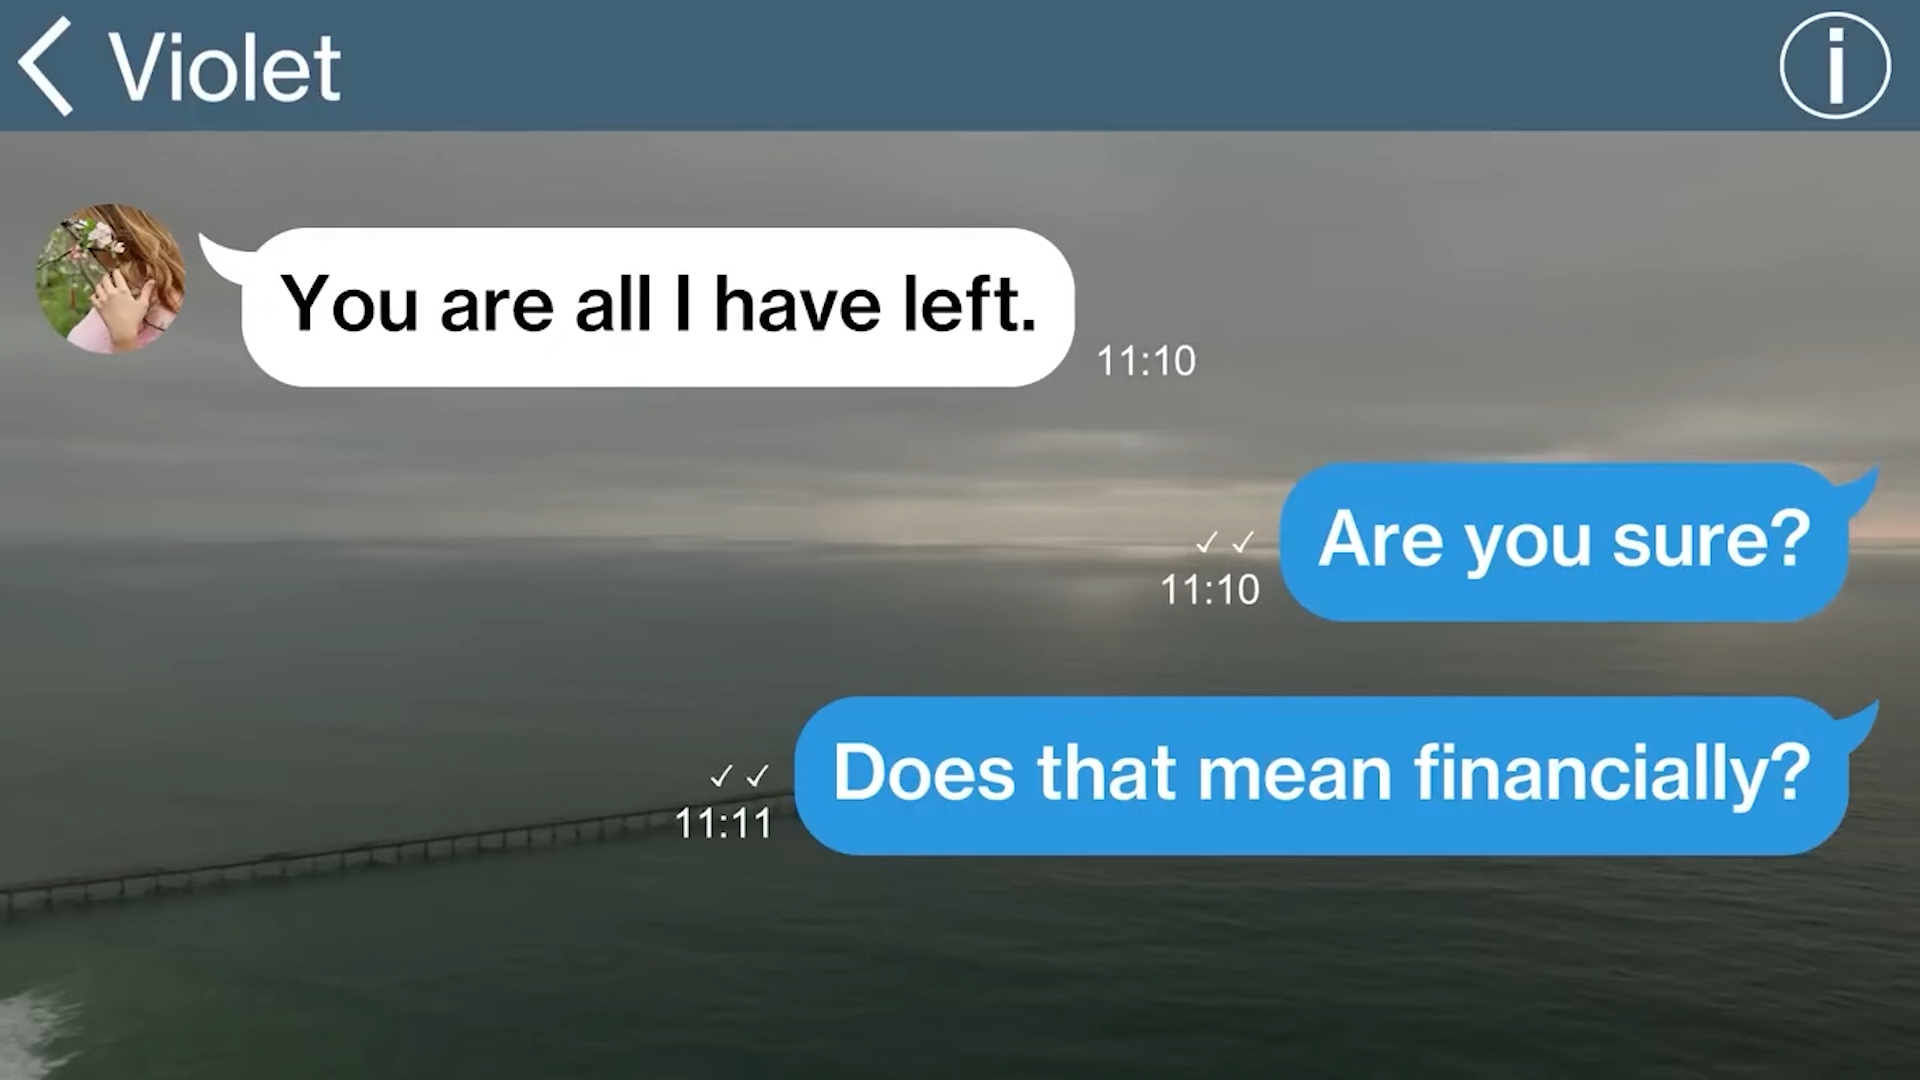 Violet
You are all I have left.
11:10
Are you sure?
✓ ✓
11:10
Does that mean financially?
✓ ✓
11:11